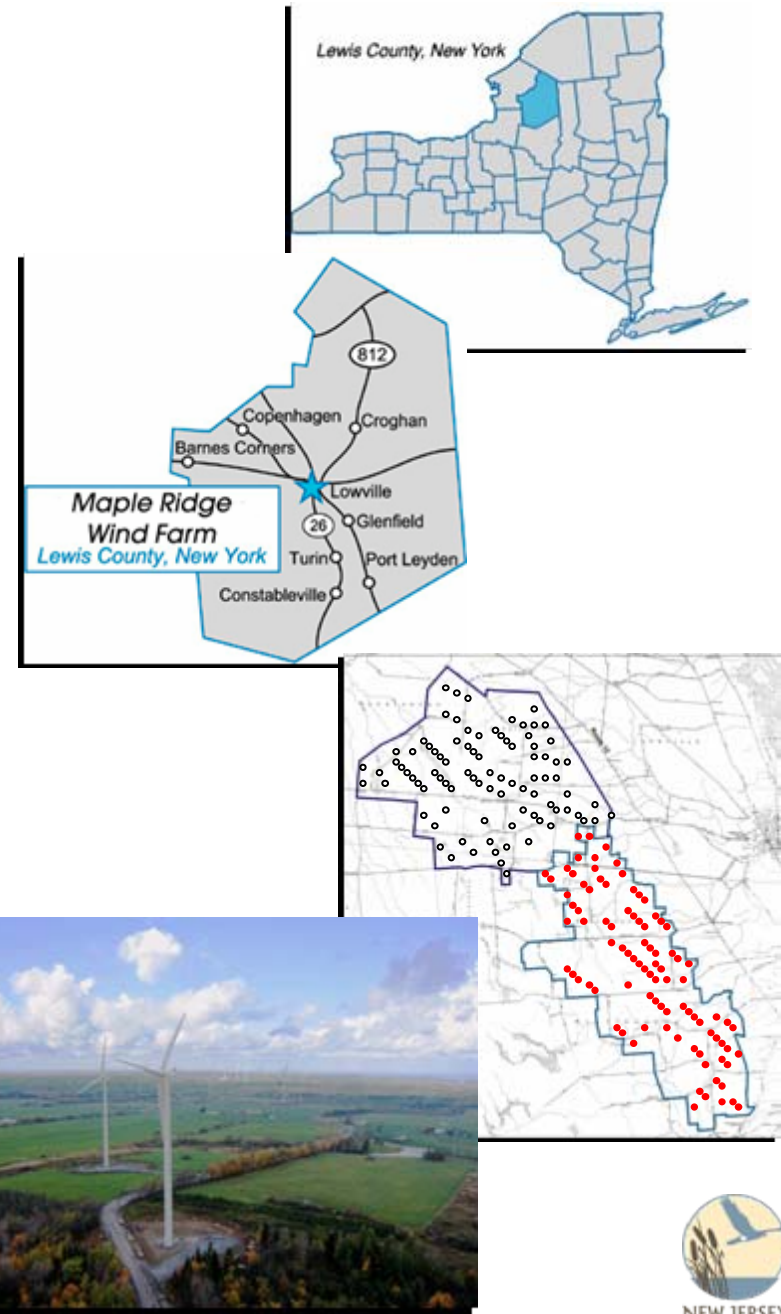 Lewis County, New York
812
Copenhagen
Croghan
Barnes Corners
Lowville
Maple Ridge
Wind Farm
Lewis County, New York
26
Glenfield
Turin
Port Leyden
Constableville
NEW JERSEY